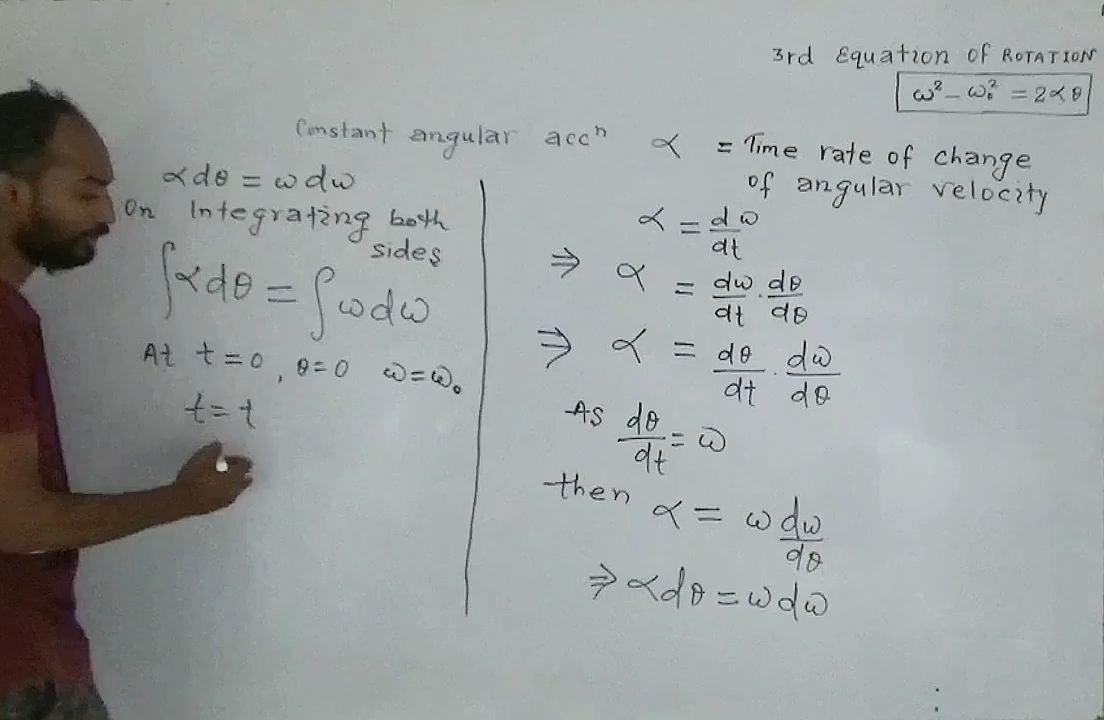 3rd Equation of ROTATION
ω² - ω₀² = 2αθ
Constant angular accⁿ α = Time rate of change
of angular velocity
α = dω/dt
⇒ α = dω/dt · dθ/dθ
⇒ α = dθ/dt · dω/dθ
As dθ/dt = ω
then α = ω dω/dθ
⇒ αdθ = ωdω
αdθ = ωdω
On Integrating both
sides
∫αdθ = ∫ωdω
At t=0, θ=0 ω=ω₀
t=t